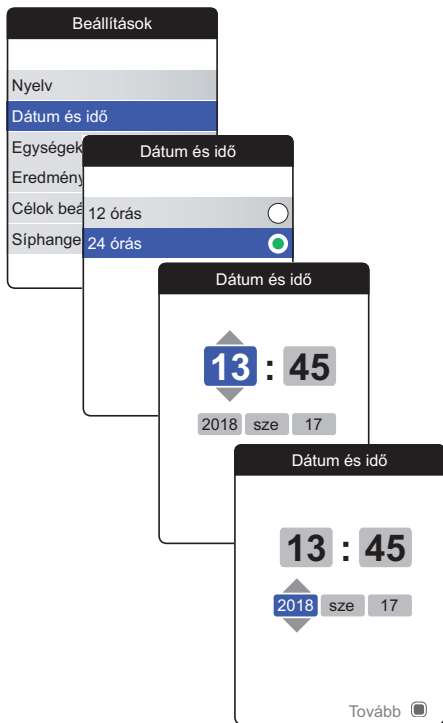 Beállítások
Nyelv
Dátum és idő
Egységek
Eredmény
Célok beá
Síphange
Dátum és idő
12 órás
24 órás
Dátum és idő
13 : 45
2018 sze 17
Dátum és idő
13 : 45
2018 sze 17
Tovább